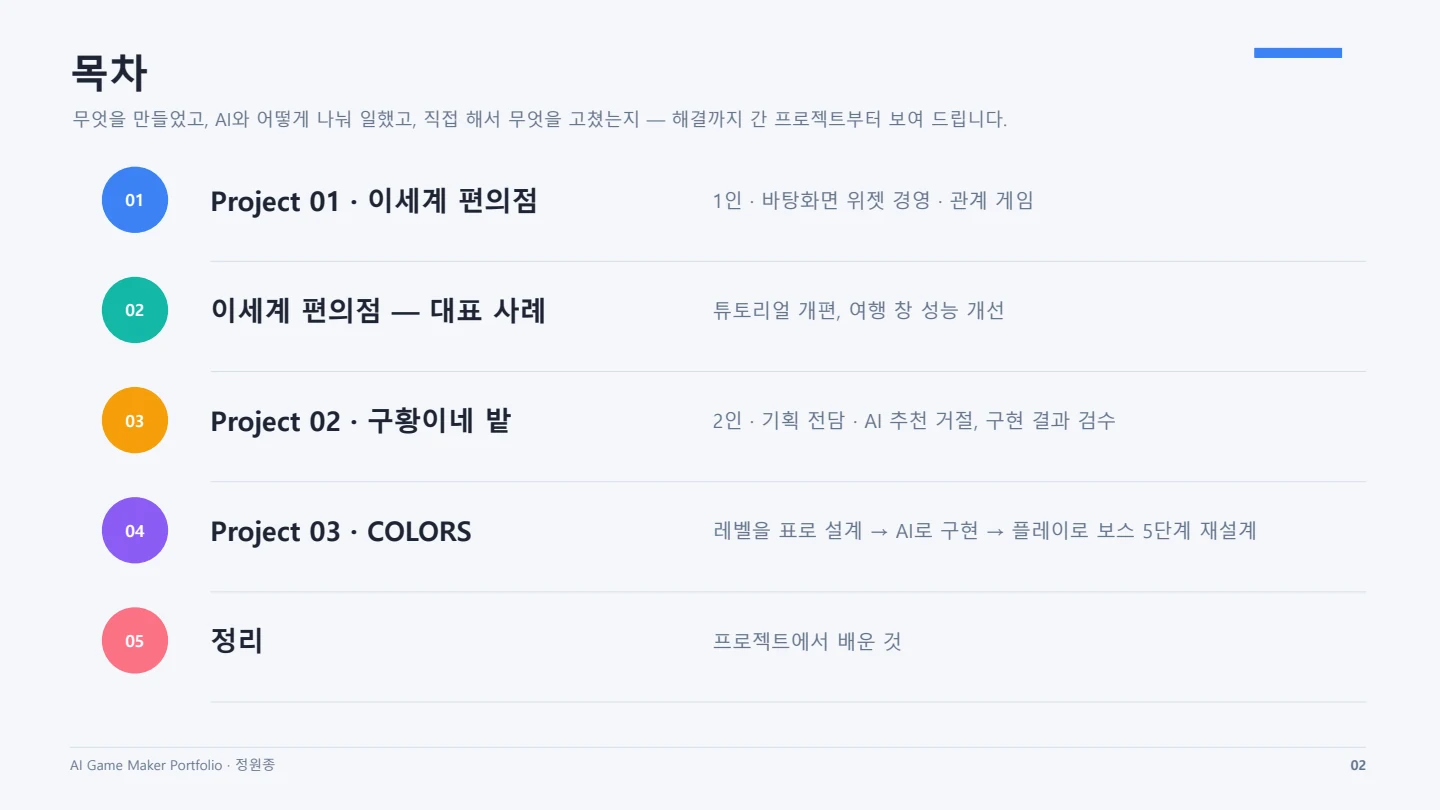 목차
무엇을 만들었고, AI와 어떻게 나눠 일했고, 직접 해서 무엇을 고쳤는지 — 해결까지 간 프로젝트부터 보여 드립니다.
01 Project 01 · 이세계 편의점 1인 · 바탕화면 위젯 경영 · 관계 게임
02 이세계 편의점 — 대표 사례 튜토리얼 개편, 여행 창 성능 개선
03 Project 02 · 구황이네 밭 2인 · 기획 전담 · AI 추천 거절, 구현 결과 검수
04 Project 03 · COLORS 레벨을 표로 설계 → AI로 구현 → 플레이로 보스 5단계 재설계
05 정리 프로젝트에서 배운 것
AI Game Maker Portfolio · 정원종 02